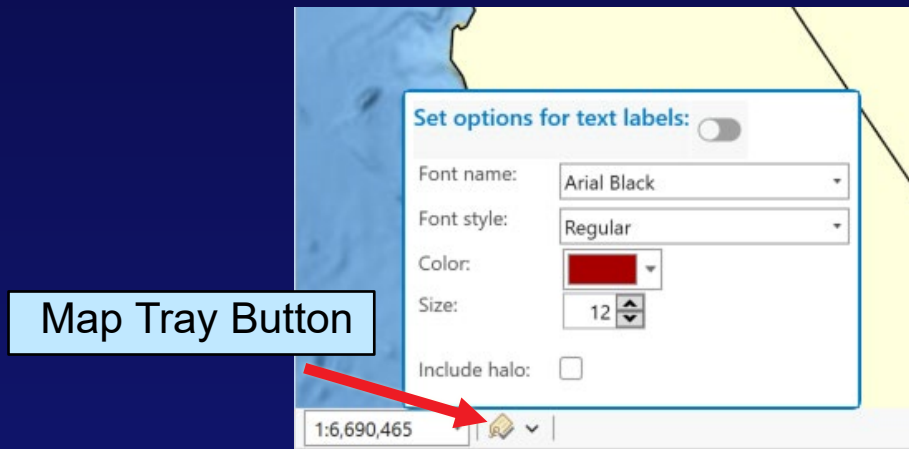 Set options for text labels:
Font name:
Arial Black
Font style:
Regular
Color:
Size:
12
Map Tray Button
Include halo:
1:6,690,465